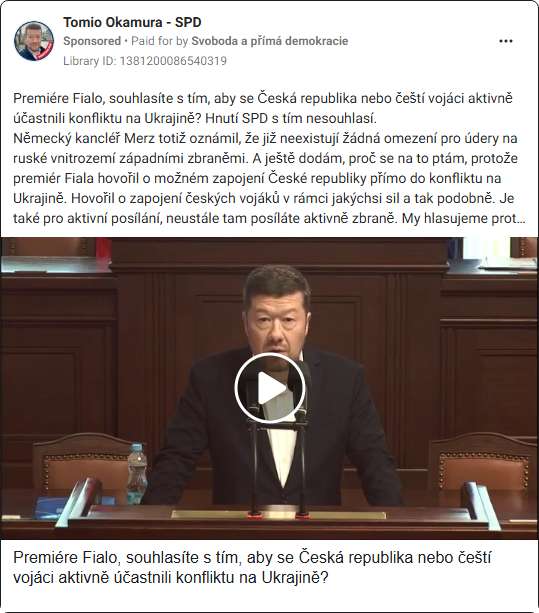 Tomio Okamura - SPD
Sponsored • Paid for by Svoboda a přímá demokracie
Library ID: 1381200086540319
Premiére Fialo, souhlasíte s tím, aby se Česká republika nebo čeští vojáci aktivně
účastnili konfliktu na Ukrajině? Hnutí SPD s tím nesouhlasí.
Německý kancléř Merz totiž oznámil, že již neexistují žádná omezení pro údery na
ruské vnitrozemí západními zbraněmi. A ještě dodám, proč se na to ptám, protože
premiér Fiala hovořil o možném zapojení České republiky přímo do konfliktu na
Ukrajině. Hovořil o zapojení českých vojáků v rámci jakýchsi sil a tak podobně. Je
také pro aktivní posílání, neustále tam posíláte aktivně zbraně. My hlasujeme prot...
Premiére Fialo, souhlasíte s tím, aby se Česká republika nebo čeští
vojáci aktivně účastnili konfliktu na Ukrajině?